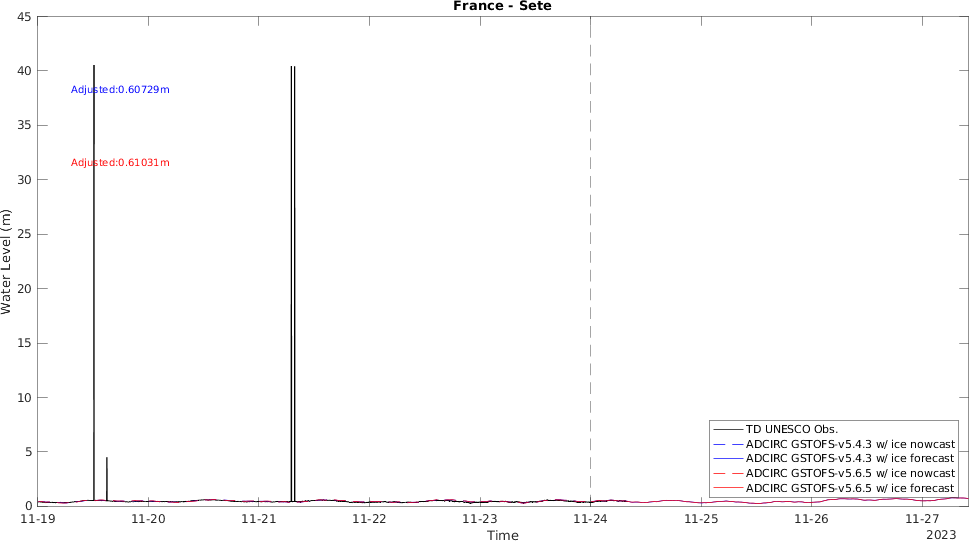 France - Sete
45
40
35
30
25
20
15
10
5
0
Water Level (m)
Adjusted:0.60729m
Adjusted:0.61031m
TD UNESCO Obs.
ADCIRC GSTOFS-v5.4.3 w/ ice nowcast
ADCIRC GSTOFS-v5.4.3 w/ ice forecast
ADCIRC GSTOFS-v5.6.5 w/ ice nowcast
ADCIRC GSTOFS-v5.6.5 w/ ice forecast
11-19 11-20 11-21 11-22 11-23 11-24 11-25 11-26 11-27
Time
2023